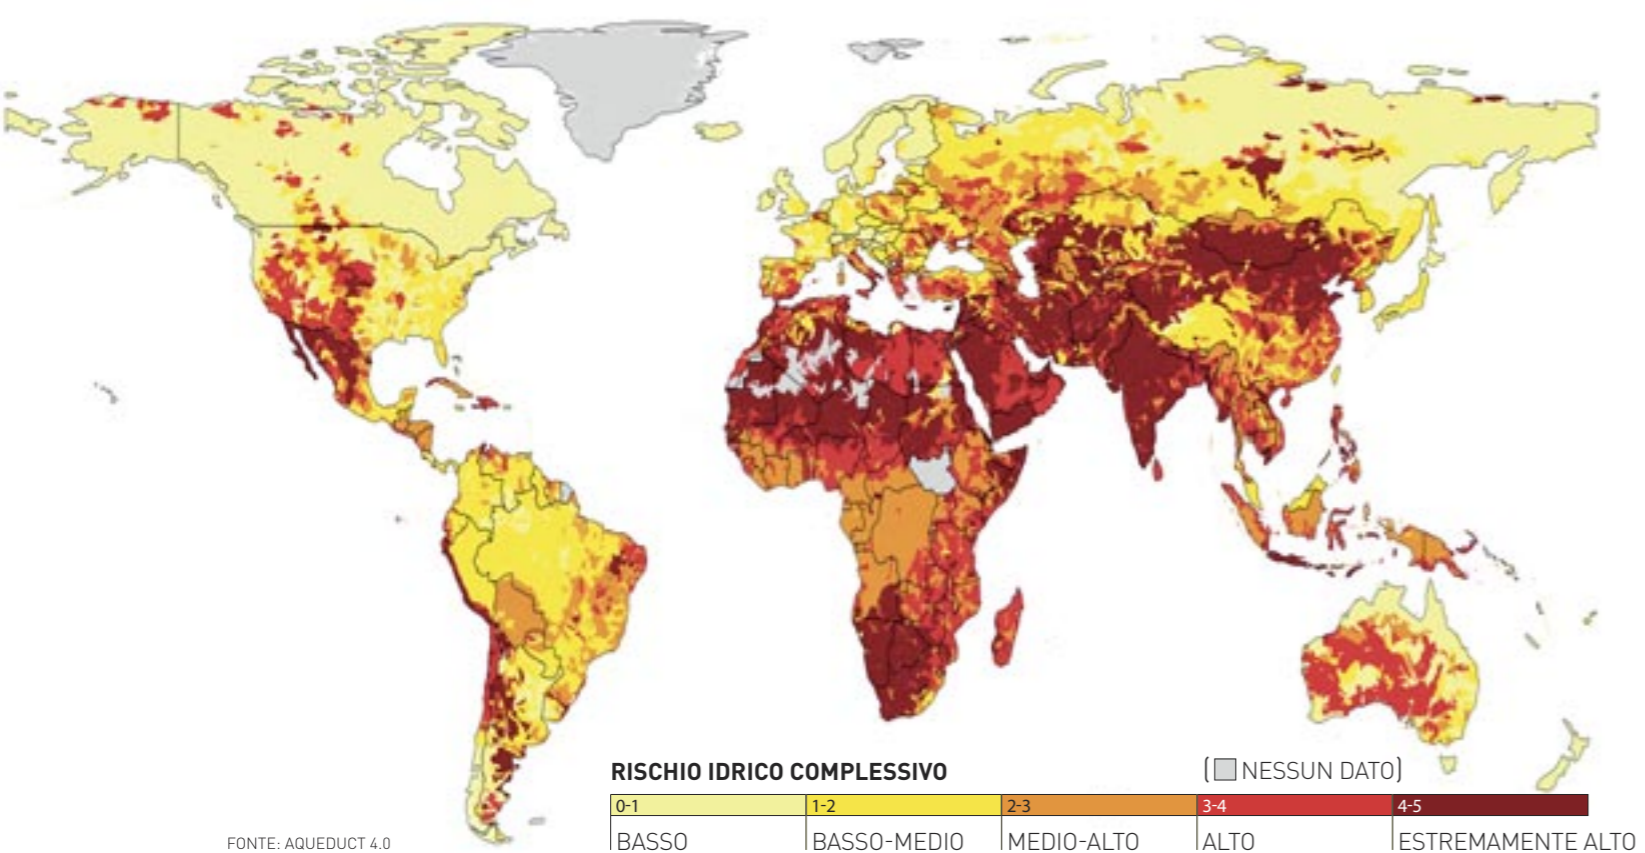 RISCHIO IDRICO COMPLESSIVO
( NESSUN DATO)
0-1 1-2 2-3 3-4 4-5
BASSO BASSO-MEDIO MEDIO-ALTO ALTO ESTREMAMENTE ALTO
FONTE: AQUEDUCT 4.0